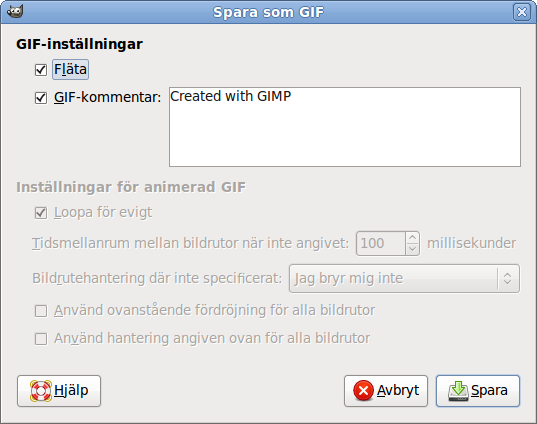 Spara som GIF
GIF-inställningar
Fläta
GIF-kommentar: Created with GIMP
Inställningar för animerad GIF
Loopa för evigt
Tidsmellanrum mellan bildrutor när inte angivet: 100 millisekunder
Bildrutehantering där inte specificerat: Jag bryr mig inte
Använd ovanstående fördröjning för alla bildrutor
Använd hantering angiven ovan för alla bildrutor
Hjälp Avbryt Spara